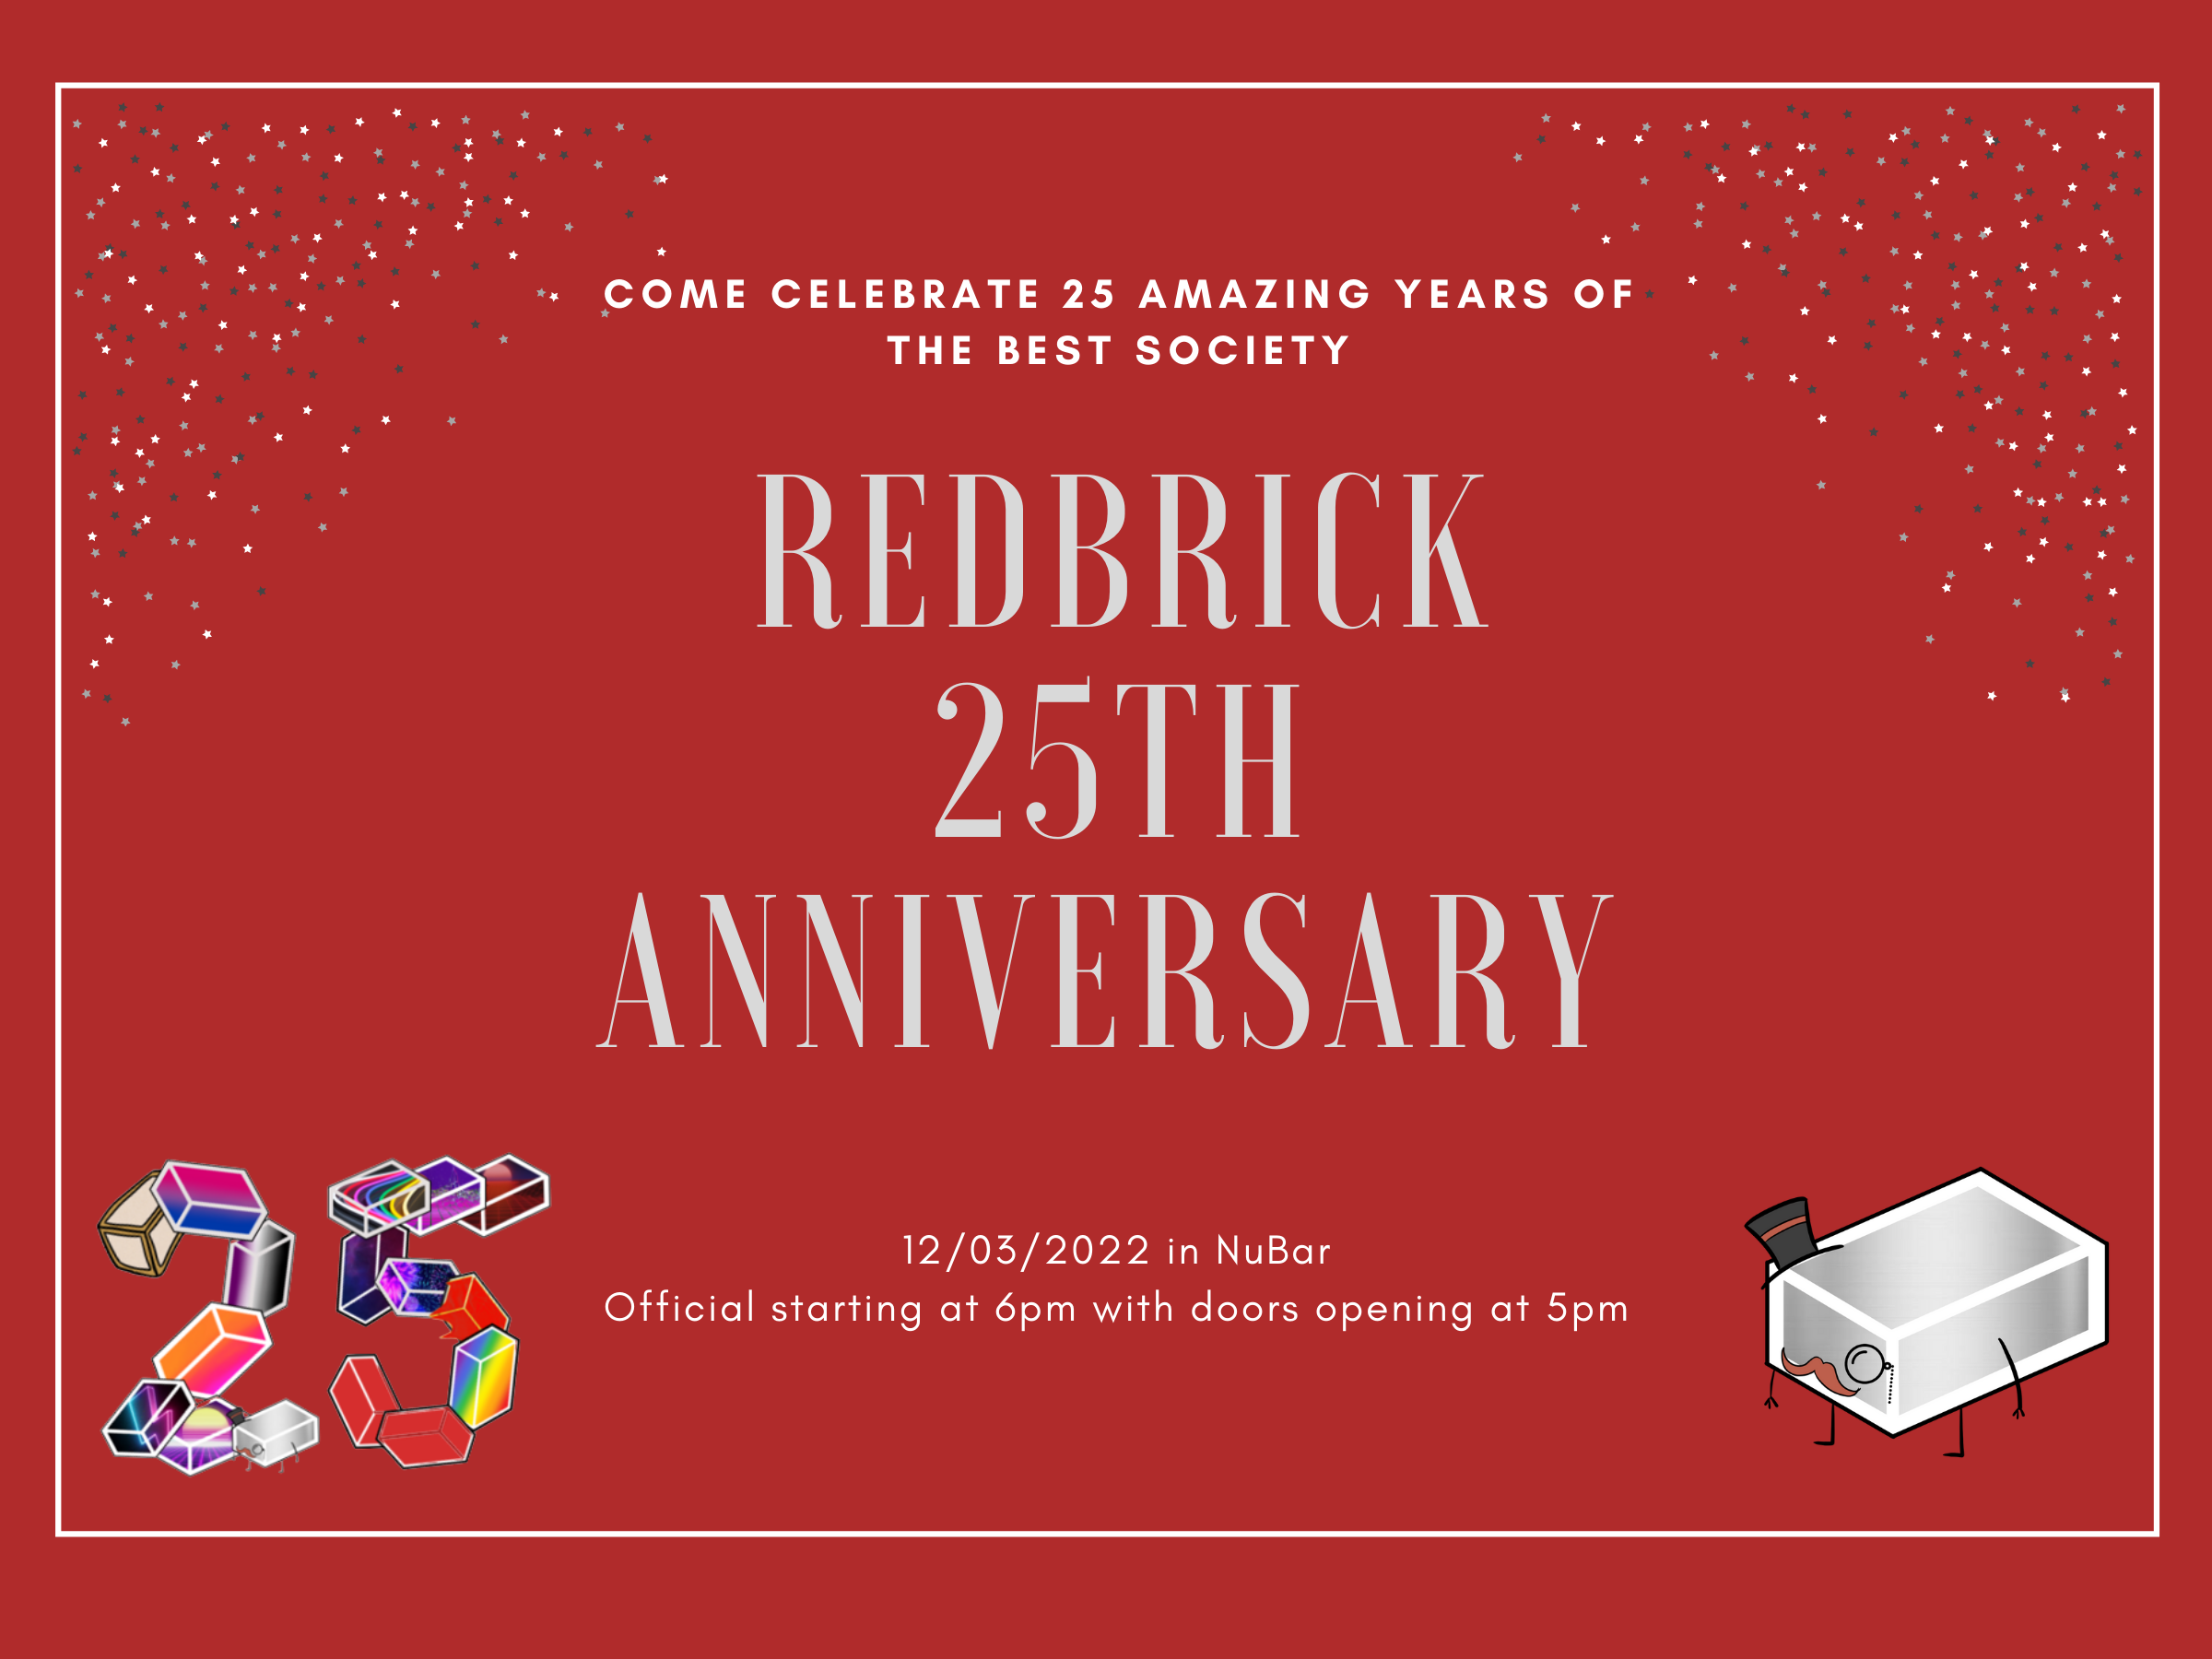 COME CELEBRATE 25 AMAZING YEARS OF
THE BEST SOCIETY
REDBRICK
25TH
ANNIVERSARY
12/03/2022 in NuBar
Official starting at 6pm with doors opening at 5pm